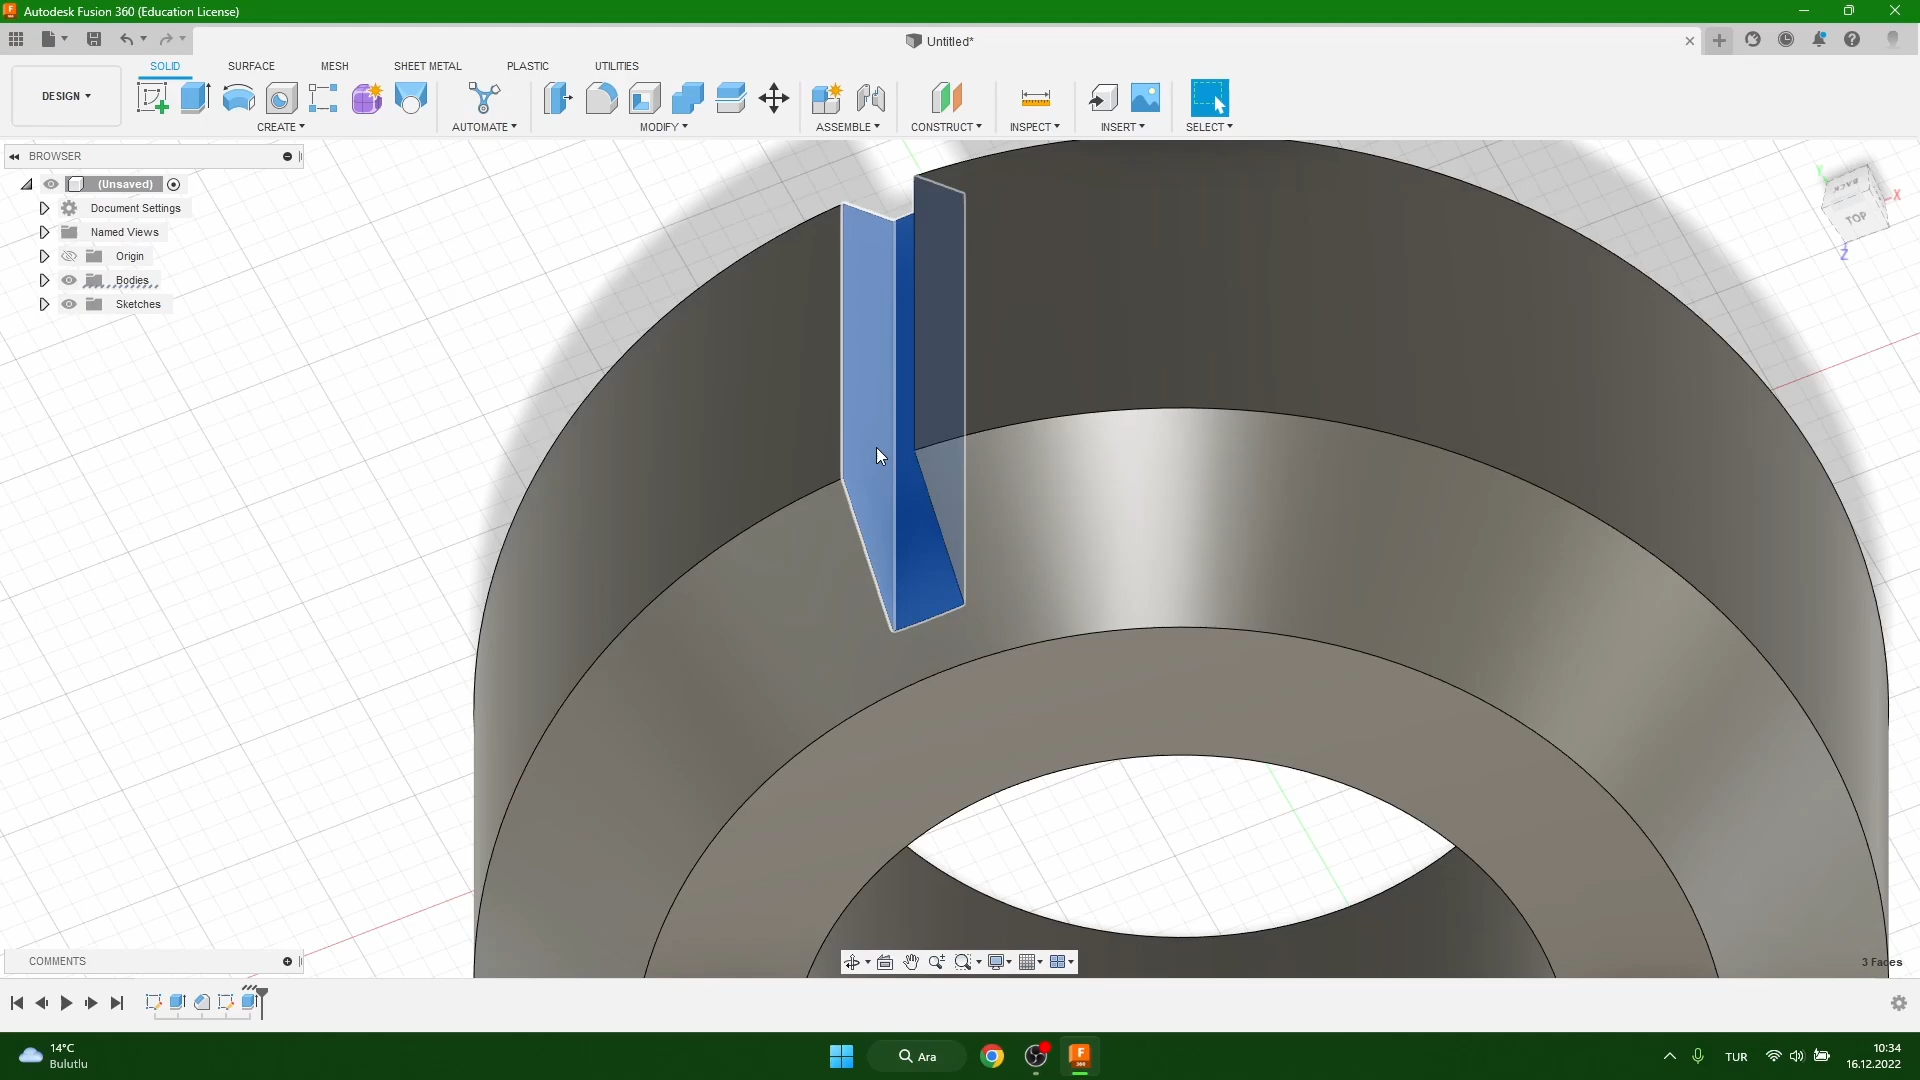 Autodesk Fusion 360 (Education License)
Untitled*
SOLID SURFACE MESH SHEET METAL PLASTIC UTILITIES
DESIGN
CREATE AUTOMATE MODIFY ASSEMBLE CONSTRUCT INSPECT INSERT SELECT
BROWSER
(Unsaved)
Document Settings
Named Views
Origin
Bodies
Sketches
Y
X
Z
BACK
TOP
COMMENTS
3 Faces
14°C
Bulutlu
Ara
F
360
TUR
10:34
16.12.2022